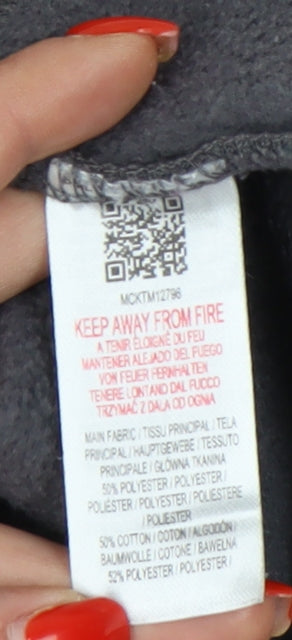 MCKTM12796
KEEP AWAY FROM FIRE
A TENIR ÉLOIGNÉ DU FEU
MANTENER ALEJADO DEL FUEGO
VON FEUER FERNHALTEN
TENERE LONTANO DAL FUOCO
TRZYMAĆ Z DALA OD OGNIA
MAIN FABRIC / TISSU PRINCIPAL / TELA
PRINCIPAL / HAUPTGEWEBE / TESSUTO
PRINCIPALE / GŁÓWNA TKANINA
50% POLYESTER / POLYESTER /
POLIÉSTER / POLYESTER / POLIESTERE
/ POLIESTER
50% COTTON / COTON / ALGODÓN /
BAUMWOLLE / COTONE / BAWEŁNA
52% POLYESTER / POLYESTER /